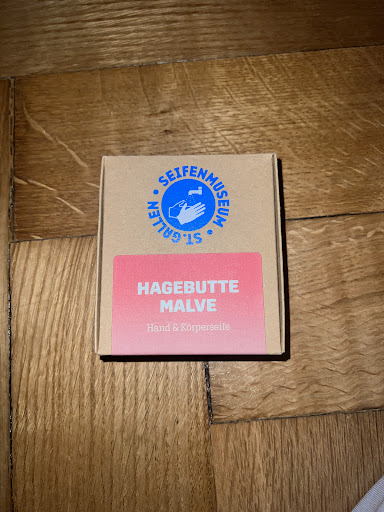 SEIFENMUSEUM • ST.GALLEN •
HAGEBUTTE
MALVE
Hand & Körperseife